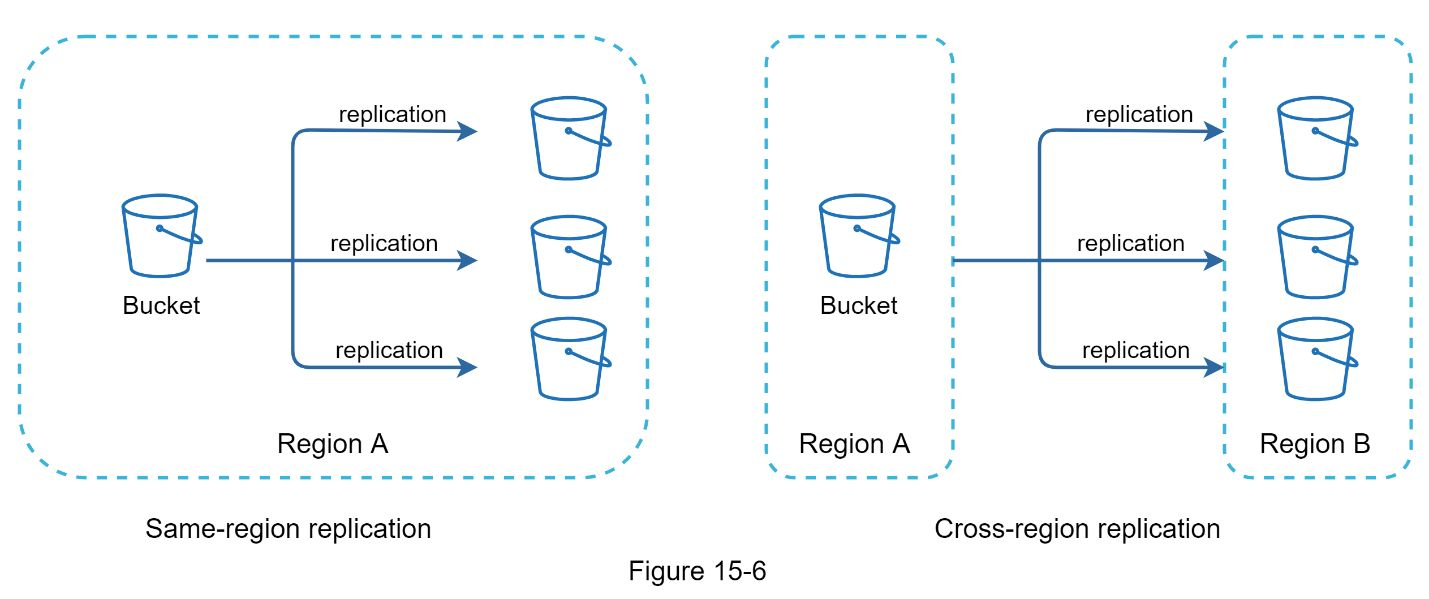 replication
replication
Bucket
replication
Region A
Same-region replication
replication
replication
Bucket
replication
Region A
Region B
Cross-region replication
Figure 15-6